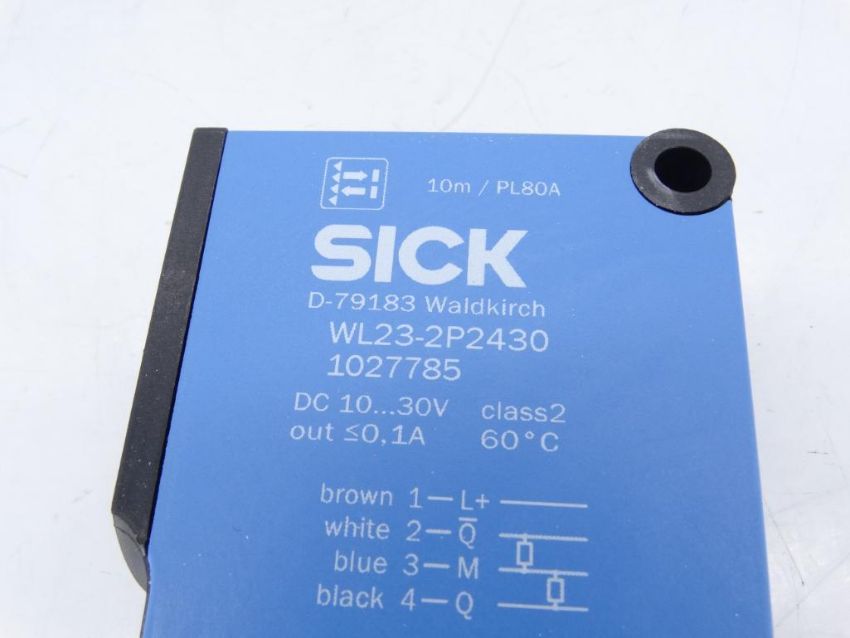 10m / PL80A
SICK
D-79183 Waldkirch
WL23-2P2430
1027785
DC 10...30V class2
out ≤0,1A 60°C
brown 1 — L+
white 2 — Q̅
blue 3 — M
black 4 — Q